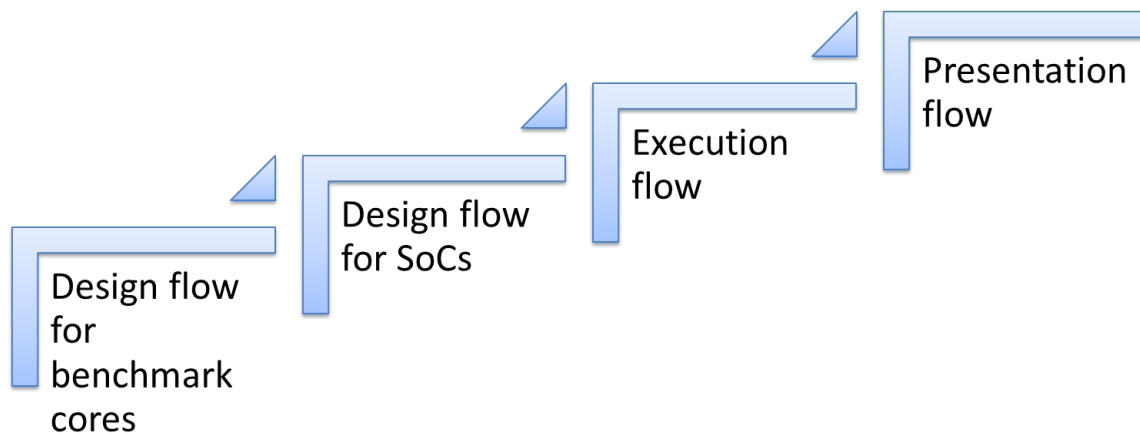 Design flow
for
benchmark
cores
Design flow
for SoCs
Execution
flow
Presentation
flow